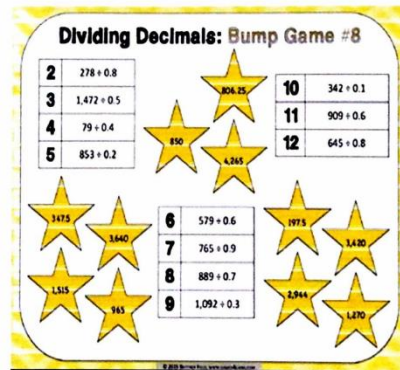 Dividing Decimals: Bump Game #8
2 278 ÷ 0.8
3 1,472 ÷ 0.5
4 79 ÷ 0.4
5 853 ÷ 0.2
806.25
850
4,265
10 342 ÷ 0.1
11 909 ÷ 0.6
12 645 ÷ 0.8
347.5
3,640
1,515
965
6 579 ÷ 0.6
7 765 ÷ 0.9
8 889 ÷ 0.7
9 1,092 ÷ 0.3
197.5
3,420
2,944
1,270